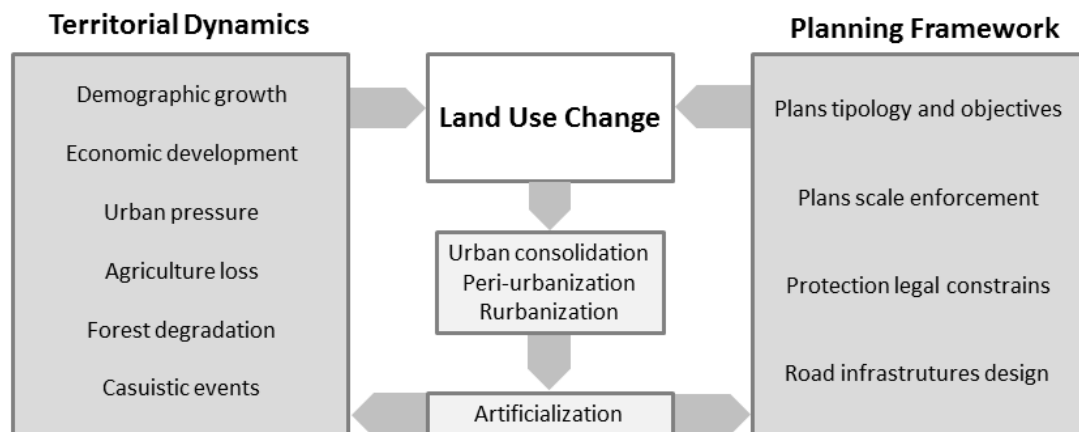 Territorial Dynamics
Demographic growth
Economic development
Urban pressure
Agriculture loss
Forest degradation
Casuistic events
Land Use Change
Urban consolidation
Peri-urbanization
Rurbanization
Artificialization
Planning Framework
Plans tipology and objectives
Plans scale enforcement
Protection legal constrains
Road infrastrutures design